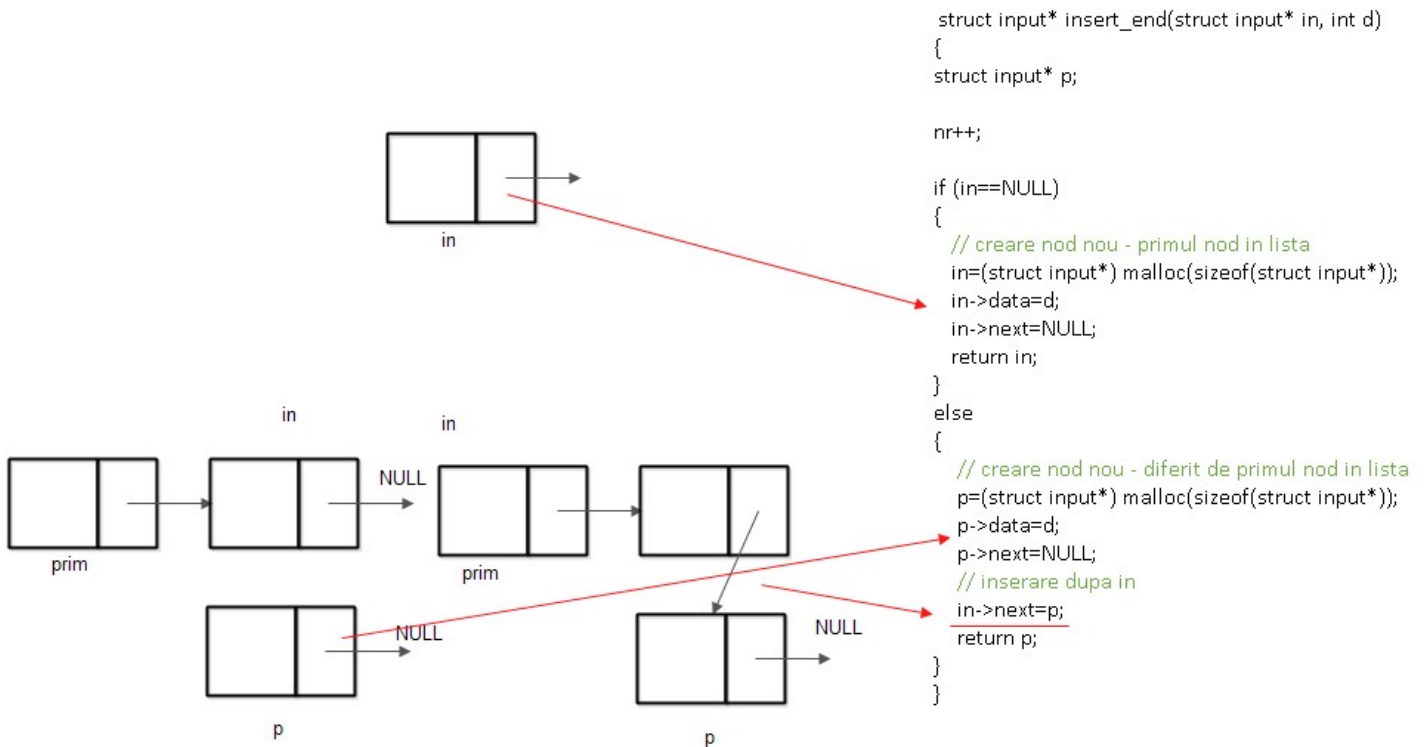 struct input* insert_end(struct input* in, int d)
{
struct input* p;
nr++;
if (in==NULL)
{
// creare nod nou - primul nod in lista
in=(struct input*) malloc(sizeof(struct input*));
in->data=d;
in->next=NULL;
return in;
}
else
{
// creare nod nou - diferit de primul nod in lista
p=(struct input*) malloc(sizeof(struct input*));
p->data=d;
p->next=NULL;
// inserare dupa in
in->next=p;
return p;
}
}
in
in
in
NULL
prim
prim
NULL
NULL
p
p